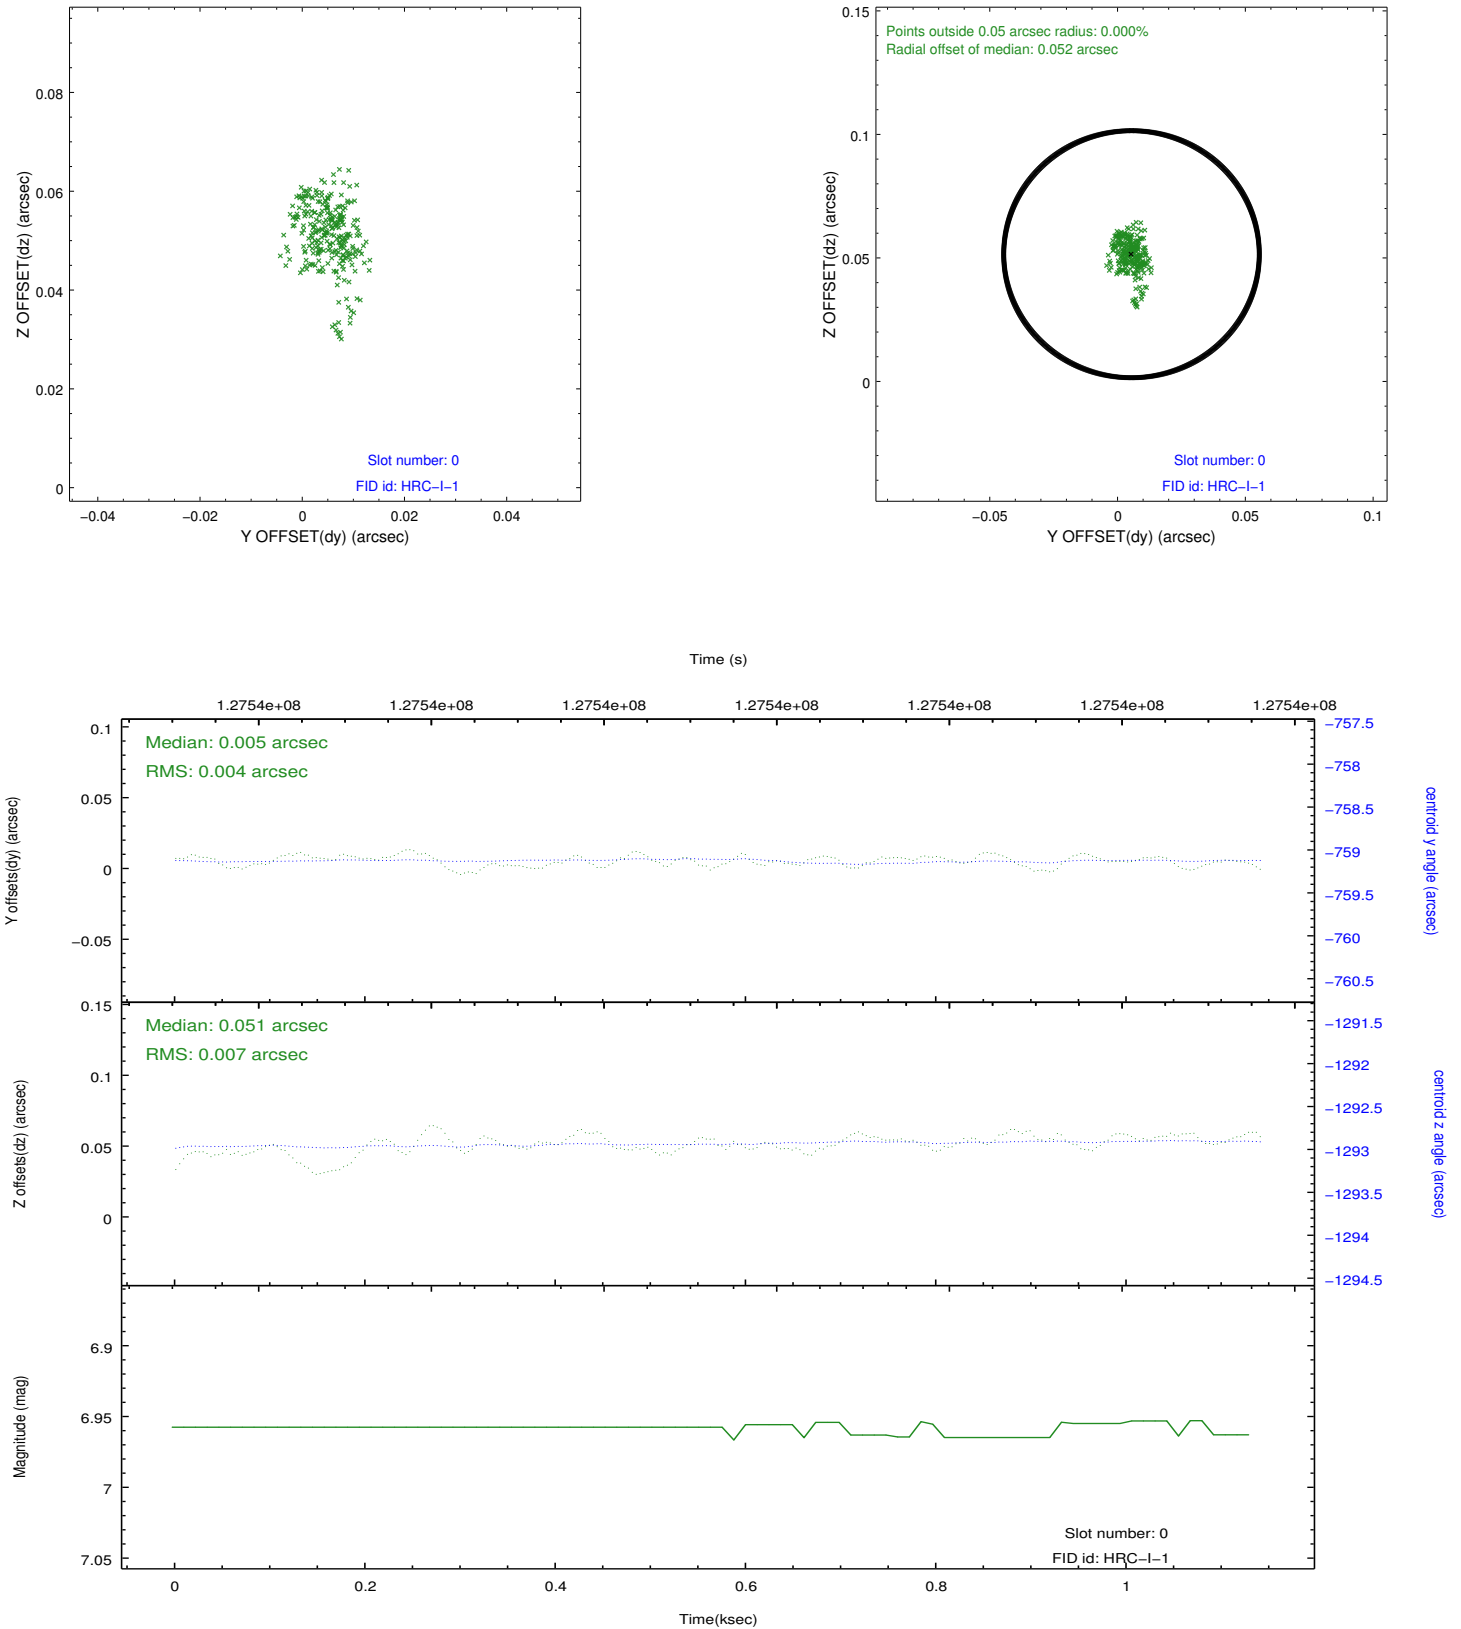 0.08
0.06
0.04
0.02
0
Z OFFSET(dz) (arcsec)
Slot number: 0
FID id: HRC−I−1
−0.04 −0.02 0 0.02 0.04
Y OFFSET(dy) (arcsec)
0.15
0.1
0.05
0
Z OFFSET(dz) (arcsec)
Points outside 0.05 arcsec radius: 0.000%
Radial offset of median: 0.052 arcsec
Slot number: 0
FID id: HRC−I−1
−0.05 0 0.05 0.1
Y OFFSET(dy) (arcsec)
Time (s)
1.2754e+08 1.2754e+08 1.2754e+08 1.2754e+08 1.2754e+08 1.2754e+08 1.2754e+08
0.1
0.05
0
−0.05
Y offsets(dy) (arcsec)
Median: 0.005 arcsec
RMS: 0.004 arcsec
−757.5
−758
−758.5
−759
−759.5
−760
−760.5
centroid y angle (arcsec)
0.15
0.1
0.05
0
Z offsets(dz) (arcsec)
Median: 0.051 arcsec
RMS: 0.007 arcsec
−1291.5
−1292
−1292.5
−1293
−1293.5
−1294
−1294.5
centroid z angle (arcsec)
6.9
6.95
7
7.05
Magnitude (mag)
Slot number: 0
FID id: HRC−I−1
0 0.2 0.4 0.6 0.8 1
Time(ksec)